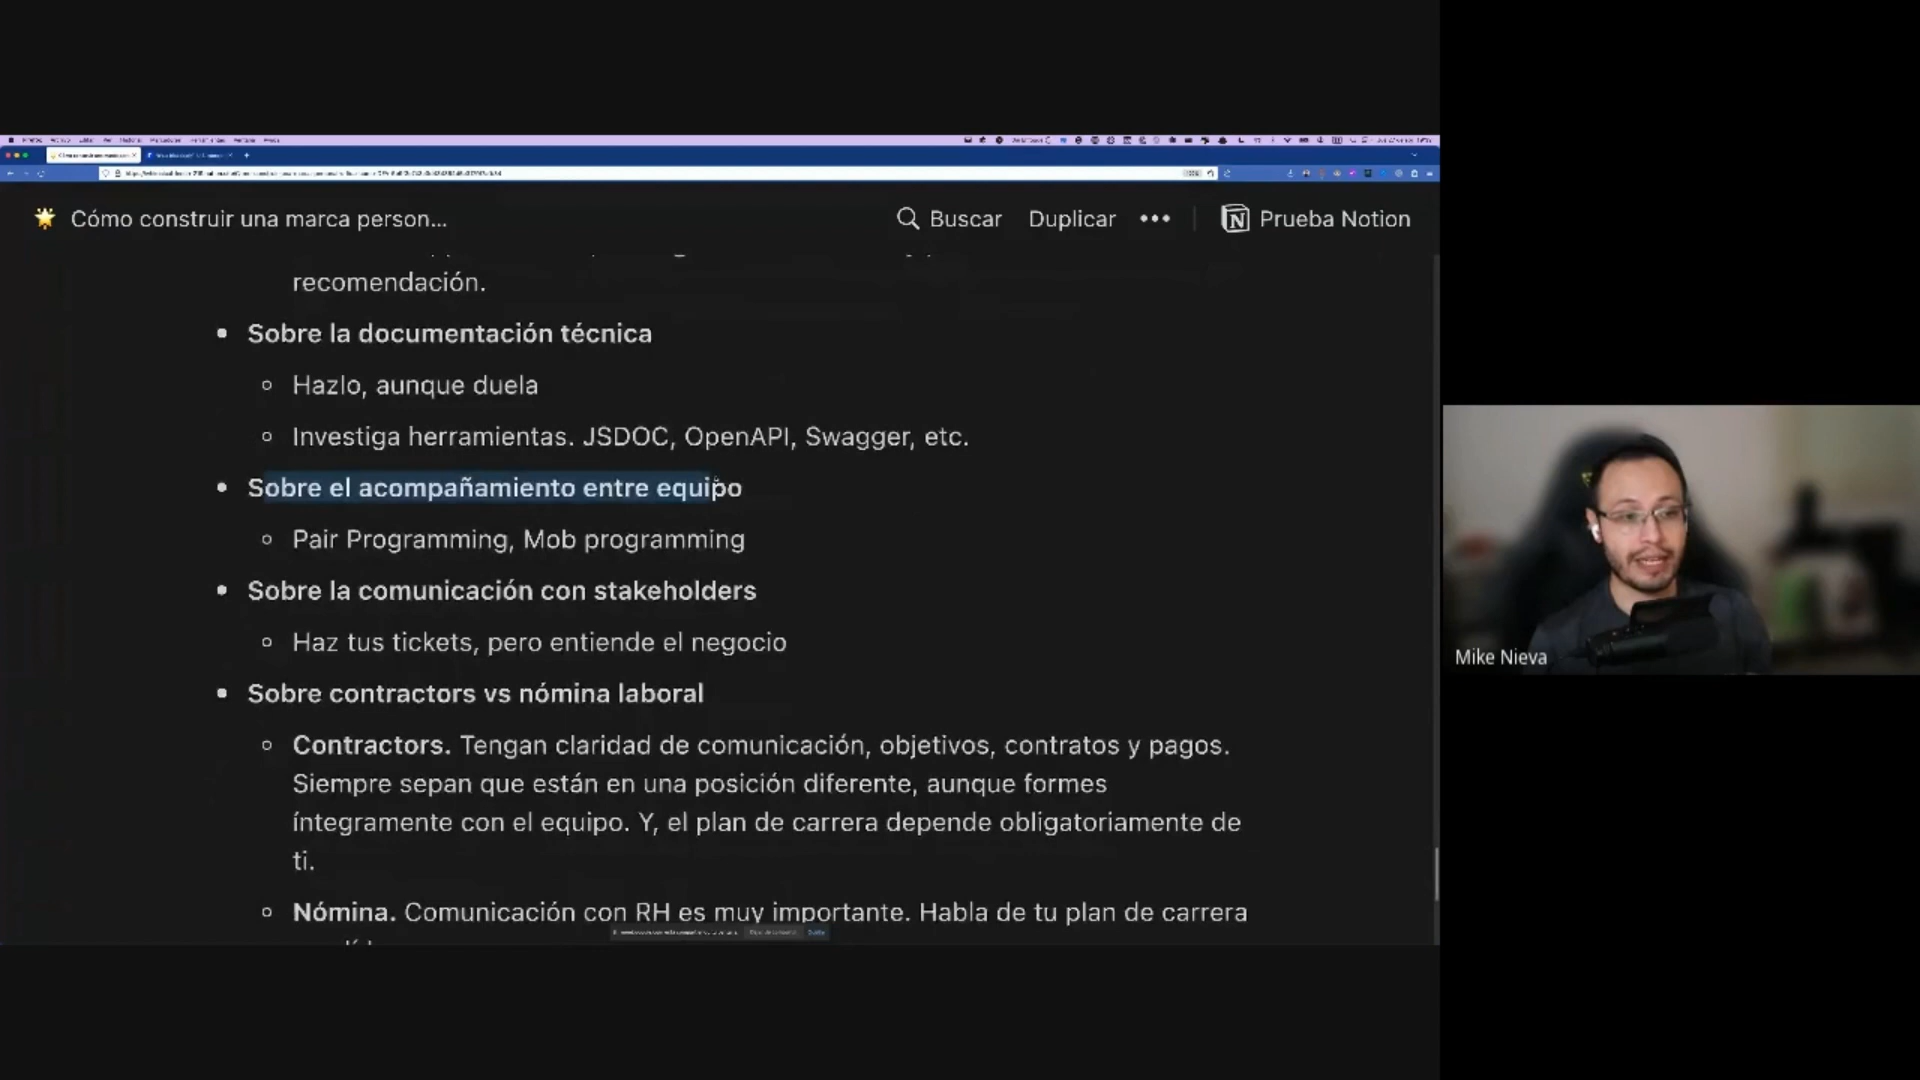 Cómo construir una marca person...
Buscar
Duplicar
Prueba Notion
recomendación.
Sobre la documentación técnica
Hazlo, aunque duela
Investiga herramientas. JSDOC, OpenAPI, Swagger, etc.
Sobre el acompañamiento entre equipo
Pair Programming, Mob programming
Sobre la comunicación con stakeholders
Haz tus tickets, pero entiende el negocio
Sobre contractors vs nómina laboral
Contractors. Tengan claridad de comunicación, objetivos, contratos y pagos.
Siempre sepan que están en una posición diferente, aunque formes
íntegramente con el equipo. Y, el plan de carrera depende obligatoriamente de
ti.
Nómina. Comunicación con RH es muy importante. Habla de tu plan de carrera
Mike Nieva